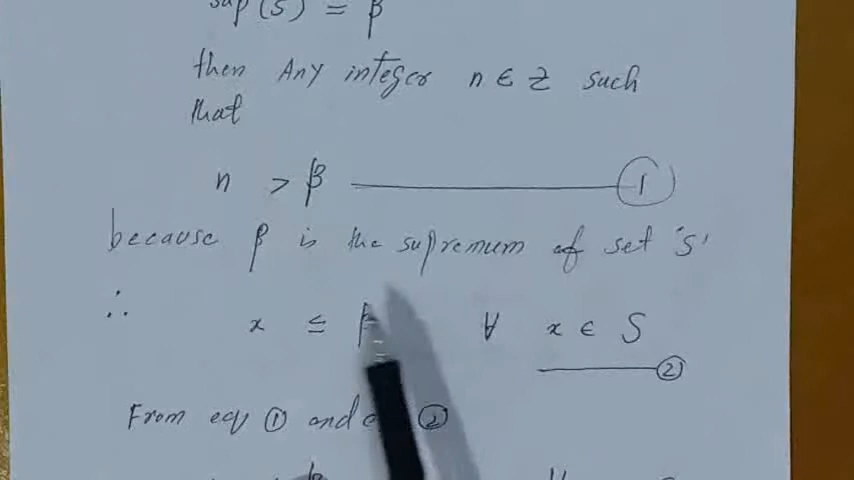 sup (S) = β
then Any integer n ∈ Z such
that
n > β ——— ①
because β is the supremum of set 'S'
∴ x ≤ β ∀ x ∈ S
——— ②
From eq ① and ②